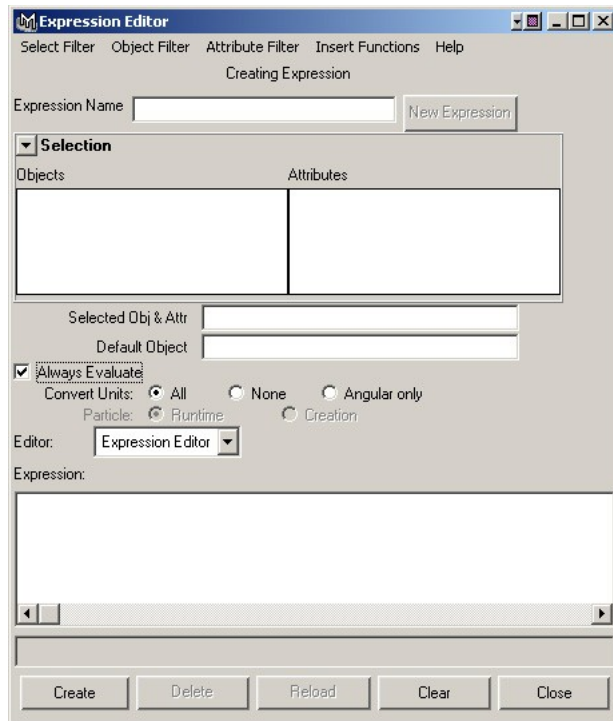 Expression Editor
Select Filter Object Filter Attribute Filter Insert Functions Help
Creating Expression
Expression Name New Expression
Selection
Objects Attributes
Selected Obj & Attr
Default Object
Always Evaluate
Convert Units: All None Angular only
Particle: Runtime Creation
Editor: Expression Editor
Expression:
Create Delete Reload Clear Close